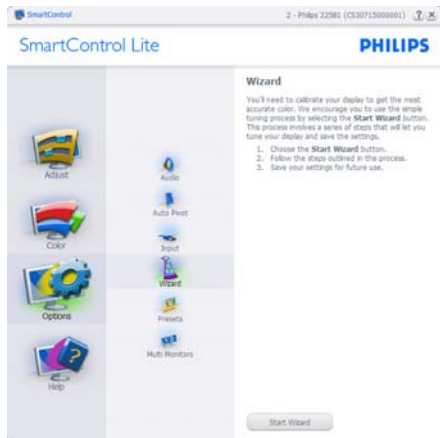 SmartControl
2 - Philips 225B1 (CS30715000001)
SmartControl Lite
PHILIPS
Adjust
Color
Options
Help
Audio
Auto Pivot
Input
Wizard
Presets
Multi Monitors
Wizard
You'll need to calibrate your display to get the most
accurate color. We encourage you to use the simple
tuning process by selecting the Start Wizard button.
This process involves a series of steps that will let you
tune your display and save the settings.
1. Choose the Start Wizard button.
2. Follow the steps outlined in this process.
3. Save your settings for future use.
Start Wizard